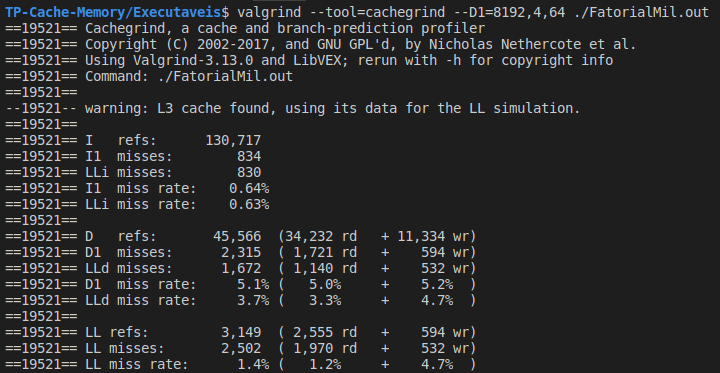 TP-Cache-Memory/Executaveis$ valgrind --tool=cachegrind --D1=8192,4,64 ./FatorialMil.out
==19521== Cachegrind, a cache and branch-prediction profiler
==19521== Copyright (C) 2002-2017, and GNU GPL'd, by Nicholas Nethercote et al.
==19521== Using Valgrind-3.13.0 and LibVEX; rerun with -h for copyright info
==19521== Command: ./FatorialMil.out
==19521==
--19521-- warning: L3 cache found, using its data for the LL simulation.
==19521==
==19521== I   refs:      130,717
==19521== I1  misses:        834
==19521== LLi misses:        830
==19521== I1  miss rate:    0.64%
==19521== LLi miss rate:    0.63%
==19521==
==19521== D   refs:       45,566  (34,232 rd   + 11,334 wr)
==19521== D1  misses:      2,315  ( 1,721 rd   +    594 wr)
==19521== LLd misses:      1,672  ( 1,140 rd   +    532 wr)
==19521== D1  miss rate:     5.1% (   5.0%     +    5.2%  )
==19521== LLd miss rate:     3.7% (   3.3%     +    4.7%  )
==19521==
==19521== LL refs:         3,149  ( 2,555 rd   +    594 wr)
==19521== LL misses:       2,502  ( 1,970 rd   +    532 wr)
==19521== LL miss rate:      1.4% (   1.2%     +    4.7%  )